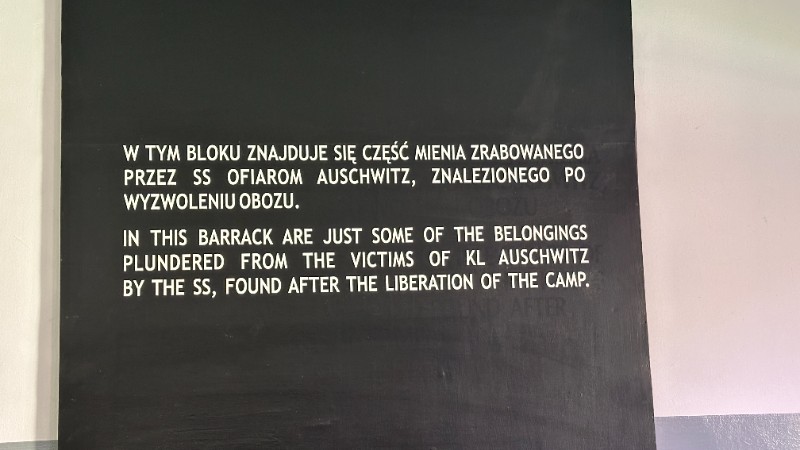 W TYM BLOKU ZNAJDUJE SIĘ CZĘŚĆ MIENIA ZRABOWANEGO
PRZEZ SS OFIAROM AUSCHWITZ, ZNALEZIONEGO PO
WYZWOLENIU OBOZU.
IN THIS BARRACK ARE JUST SOME OF THE BELONGINGS
PLUNDERED FROM THE VICTIMS OF KL AUSCHWITZ
BY THE SS, FOUND AFTER THE LIBERATION OF THE CAMP.